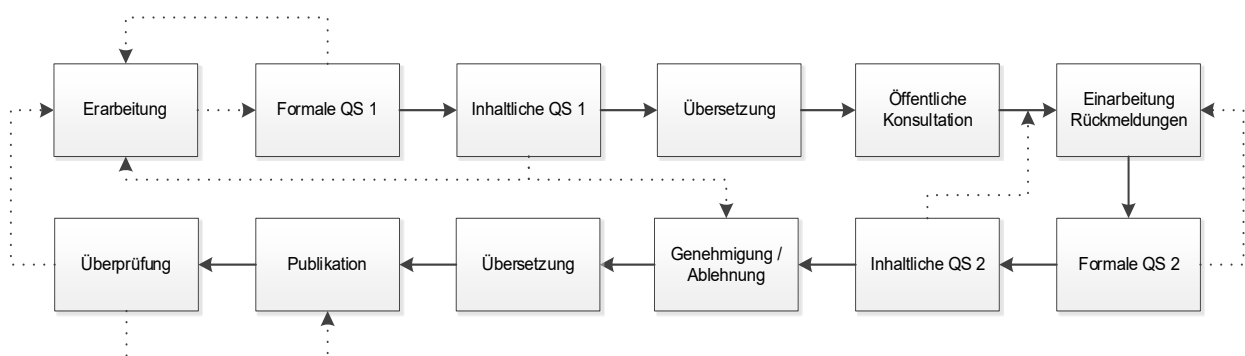 Erarbeitung
Formale QS 1
Inhaltliche QS 1
Übersetzung
Öffentliche
Konsultation
Einarbeitung
Rückmeldungen
Überprüfung
Publikation
Übersetzung
Genehmigung /
Ablehnung
Inhaltliche QS 2
Formale QS 2